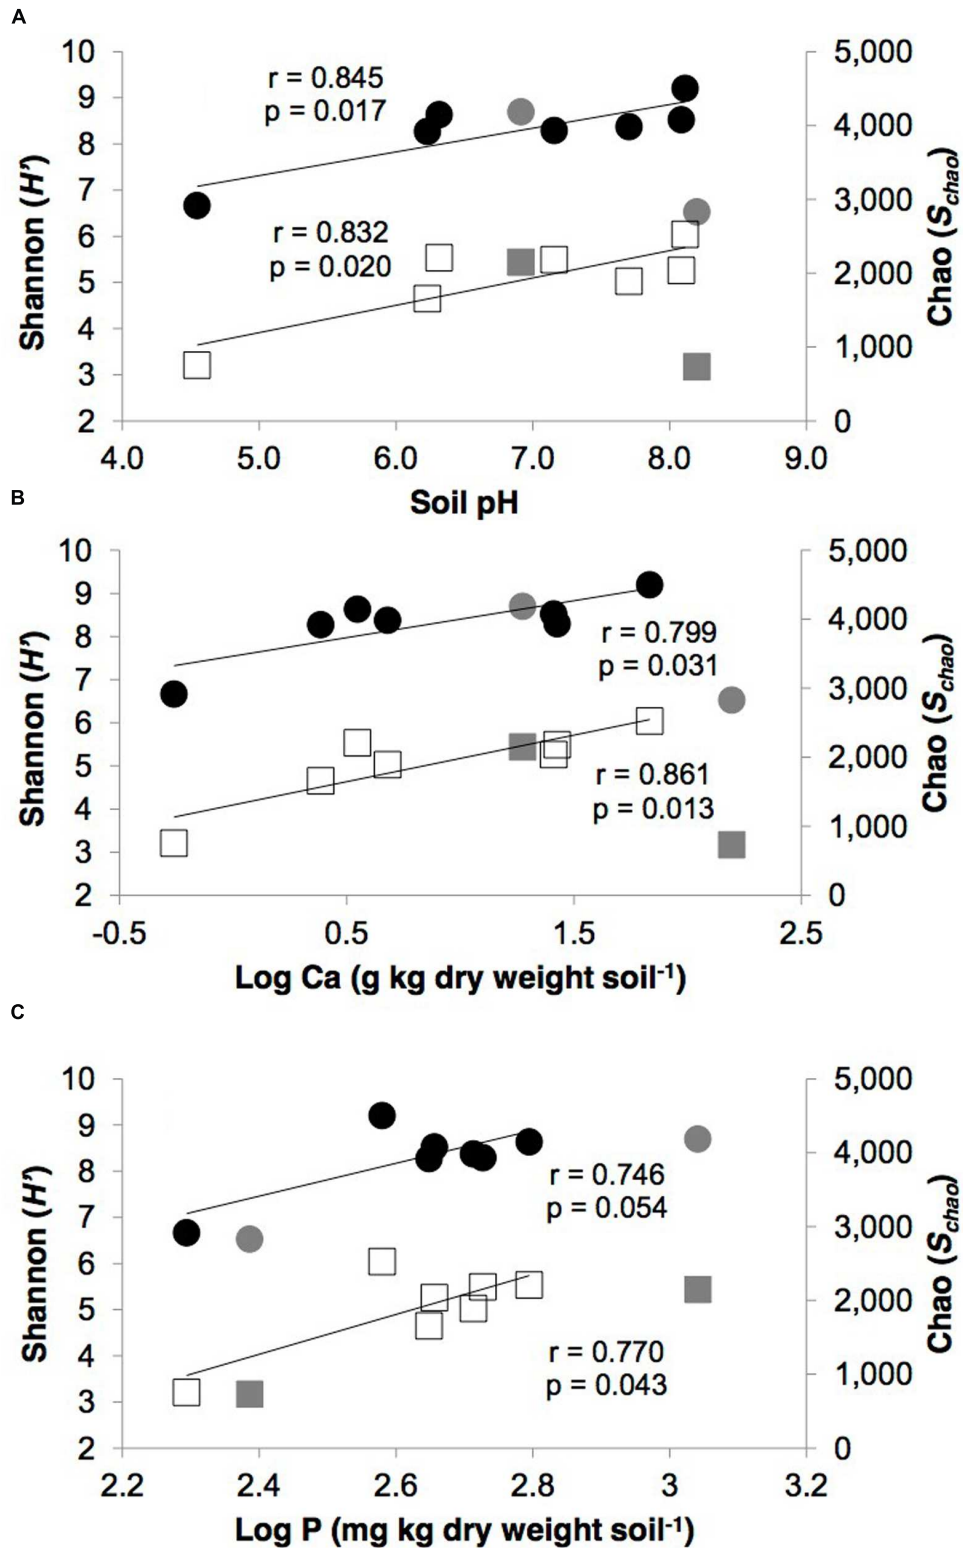 A
10 5,000
9
8 4,000
7
3,000
6
5 2,000
4
1,000
3
2 0
r = 0.845
p = 0.017
r = 0.832
p = 0.020
Shannon (H’)
Chao (Schao)
4.0 5.0 6.0 7.0 8.0 9.0
Soil pH
B
10 5,000
9
4,000
8
7
3,000
6
2,000
5
4
1,000
3
2 0
r = 0.799
p = 0.031
r = 0.861
p = 0.013
Shannon (H’)
Chao (Schao)
-0.5 0.5 1.5 2.5
Log Ca (g kg dry weight soil-1)
C
10 5,000
9
8 4,000
7
3,000
6
5 2,000
4
1,000
3
2 0
r = 0.746
p = 0.054
r = 0.770
p = 0.043
Shannon (H’)
Chao (Schao)
2.2 2.4 2.6 2.8 3 3.2
Log P (mg kg dry weight soil-1)